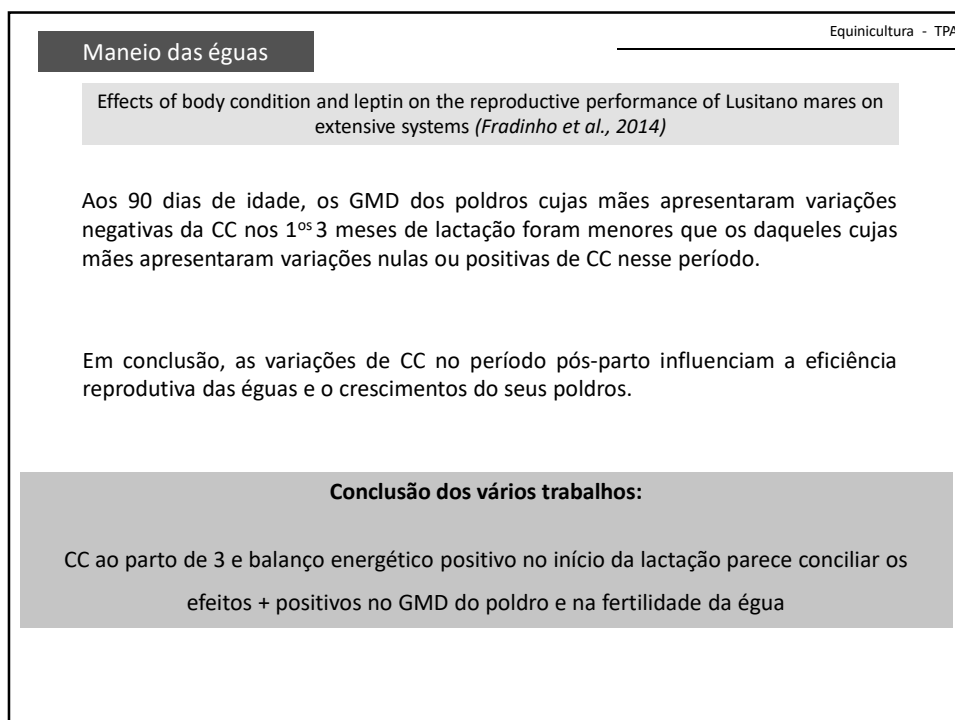 Equinicultura - TPA
Maneio das éguas
Effects of body condition and leptin on the reproductive performance of Lusitano mares on
extensive systems (Fradinho et al., 2014)
Aos 90 dias de idade, os GMD dos poldros cujas mães apresentaram variações
negativas da CC nos 1os 3 meses de lactação foram menores que os daqueles cujas
mães apresentaram variações nulas ou positivas de CC nesse período.
Em conclusão, as variações de CC no período pós-parto influenciam a eficiência
reprodutiva das éguas e o crescimentos do seus poldros.
Conclusão dos vários trabalhos:
CC ao parto de 3 e balanço energético positivo no início da lactação parece conciliar os
efeitos + positivos no GMD do poldro e na fertilidade da égua